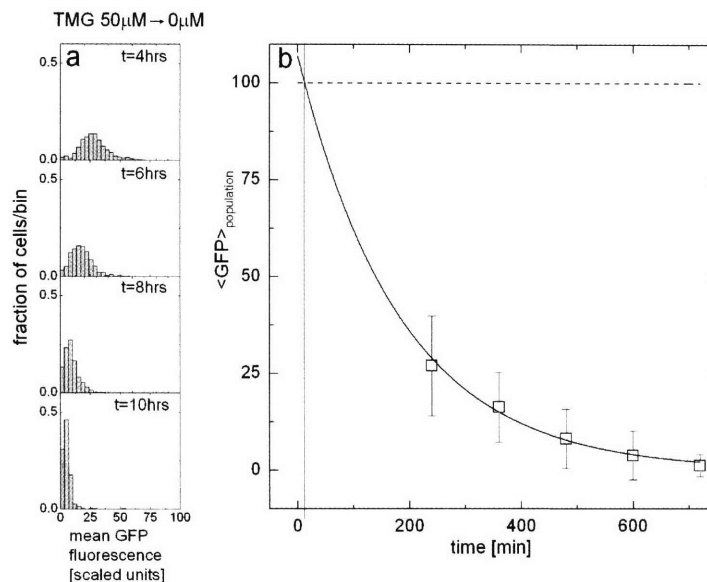 TMG 50μM→0μM
a
t=4hrs
0.5
0.0
t=6hrs
0.5
0.0
t=8hrs
0.5
0.0
t=10hrs
0.5
0.0
0 25 50 75 100
fraction of cells/bin
mean GFP
fluorescence
[scaled units]
b
100
75
50
25
0
<GFP>population
0 200 400 600
time [min]